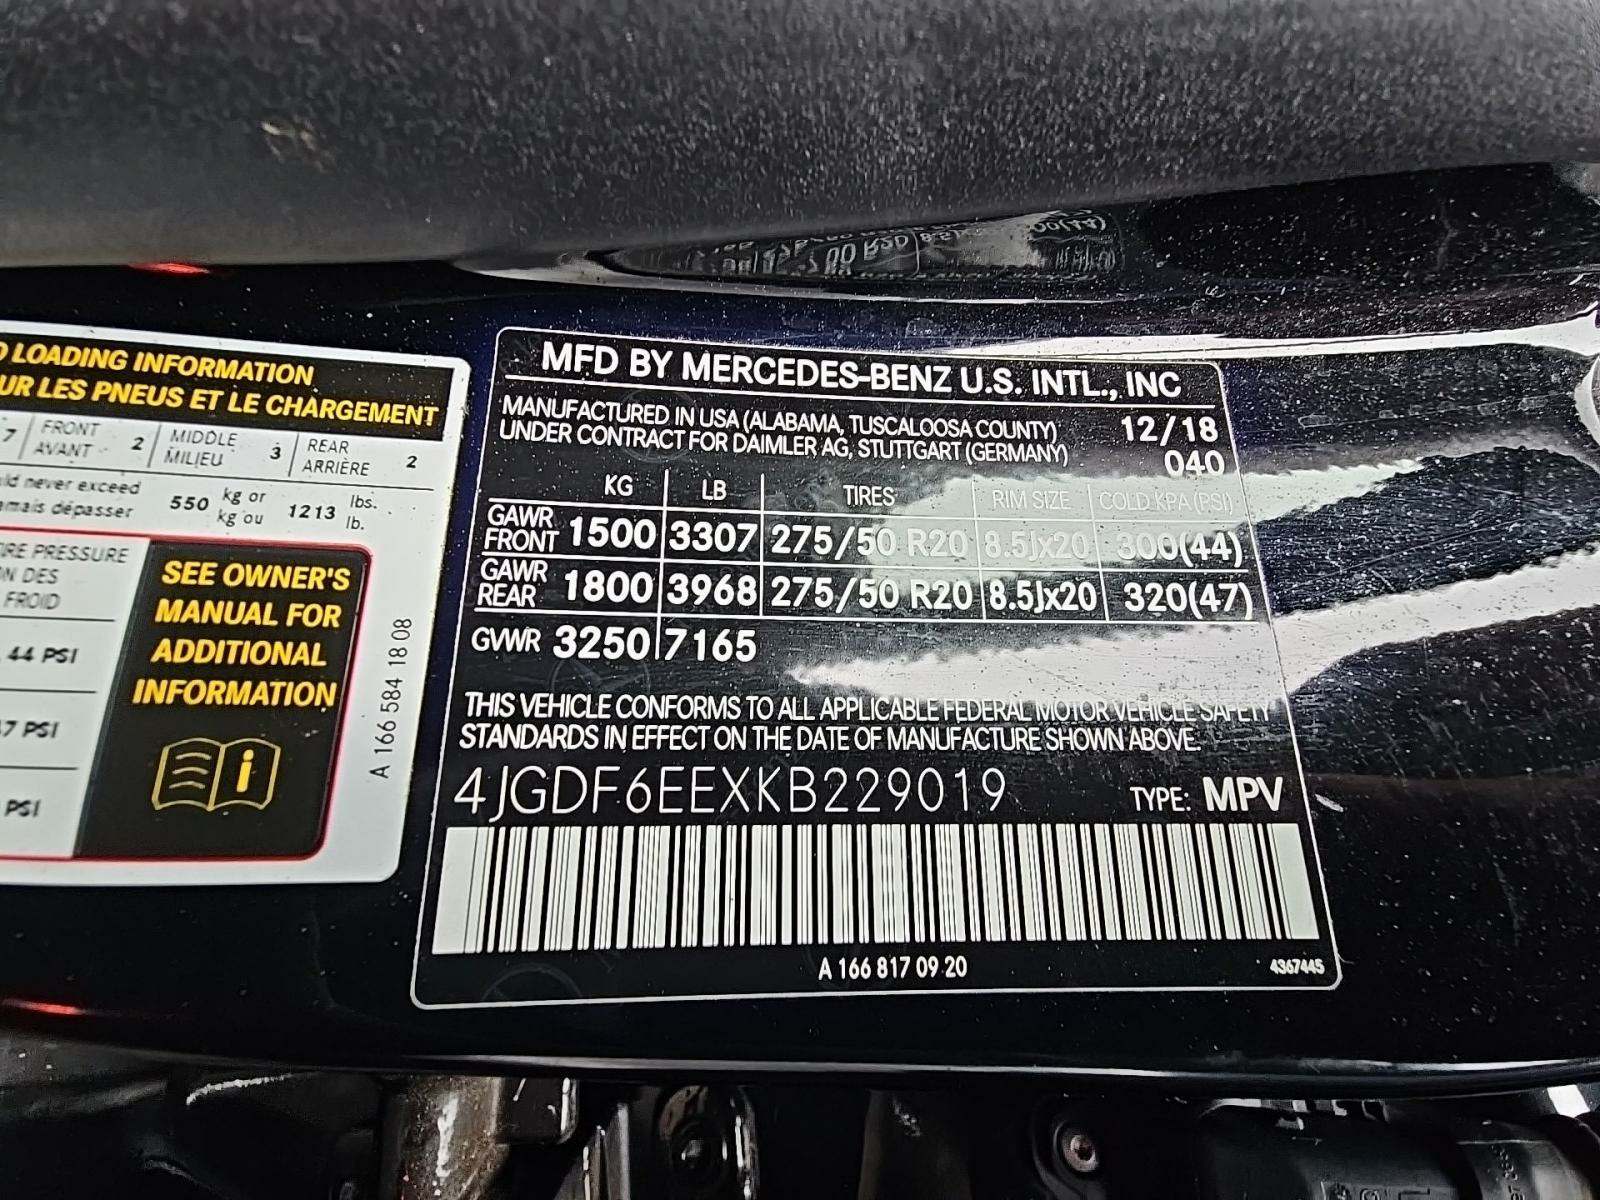 LOADING INFORMATION
UR LES PNEUS ET LE CHARGEMENT
7 FRONT AVANT 2 MIDDLE MILIEU 3 REAR ARRIÈRE 2
never exceed 550 kg or 1213 lbs.
dépasser kg ou lb.
PRESSURE
DES
FROID
44 PSI
7 PSI
PSI
SEE OWNER'S
MANUAL FOR
ADDITIONAL
INFORMATION
A 166 584 18 08
MFD BY MERCEDES-BENZ U.S. INTL., INC
MANUFACTURED IN USA (ALABAMA, TUSCALOOSA COUNTY) 12/18
UNDER CONTRACT FOR DAIMLER AG, STUTTGART (GERMANY) 040
KG LB TIRES RIM SIZE COLD KPA (PSI)
GAWR FRONT 1500 3307 275/50 R20 8.5Jx20 300(44)
GAWR REAR 1800 3968 275/50 R20 8.5Jx20 320(47)
GVWR 3250 7165
THIS VEHICLE CONFORMS TO ALL APPLICABLE FEDERAL MOTOR VEHICLE SAFETY
STANDARDS IN EFFECT ON THE DATE OF MANUFACTURE SHOWN ABOVE.
4JGDF6EEXKB229019 TYPE: MPV
A 166 817 09 20 4367445